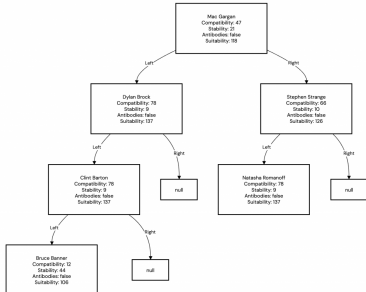 Mac Gargan
Compatibility: 47
Stability: 21
Antibodies: false
Suitability: 118
Left
Right
Dylan Brock
Compatibility: 78
Stability: 9
Antibodies: false
Suitability: 137
Stephen Strange
Compatibility: 66
Stability: 10
Antibodies: false
Suitability: 126
Left
Right
Left
Right
Clint Barton
Compatibility: 78
Stability: 9
Antibodies: false
Suitability: 137
null
Natasha Romanoff
Compatibility: 78
Stability: 9
Antibodies: false
Suitability: 137
null
Left
Right
Bruce Banner
Compatibility: 12
Stability: 44
Antibodies: false
Suitability: 106
null